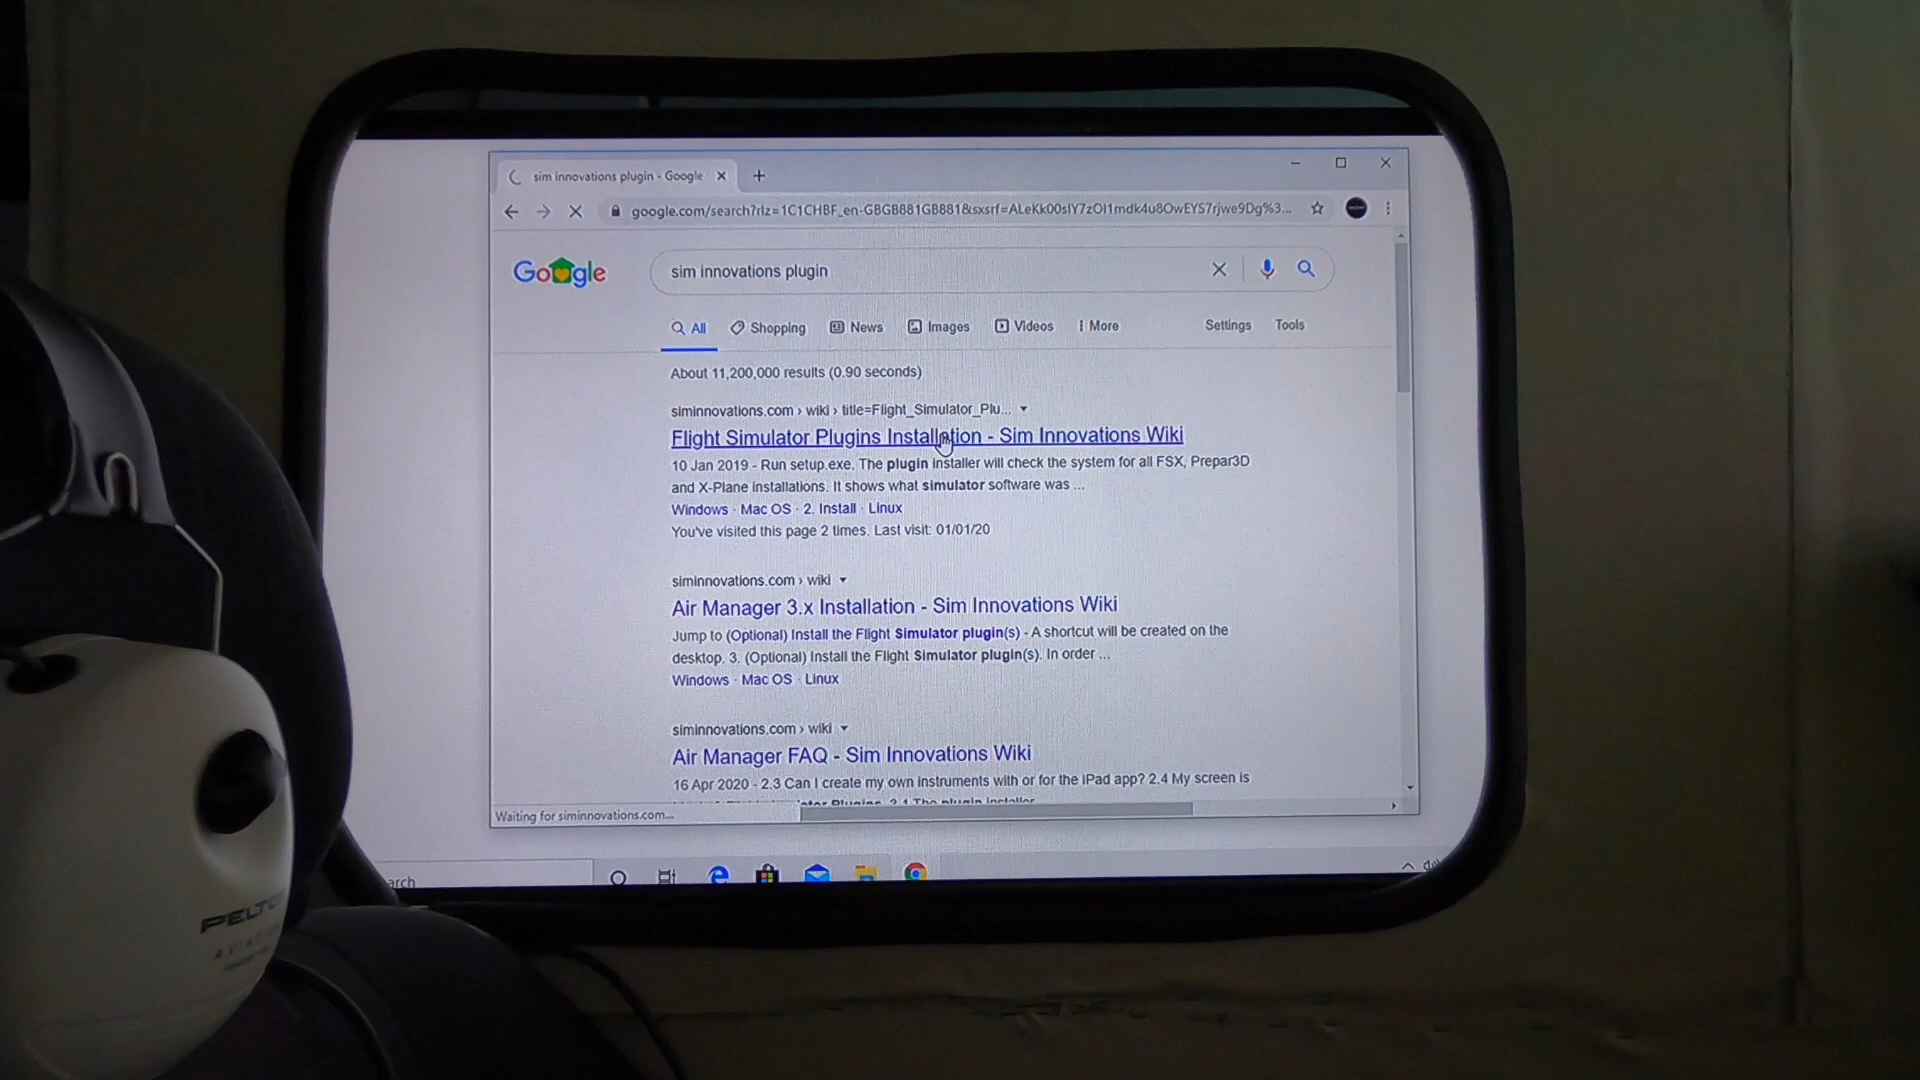 sim innovations plugin - Google
google.com/search?rlz=1C1CHBF_en-GBGB881GB881&sxsrf=ALeKk00slY7zOl1mdk4u8OwEYS7rjwe9Dg%3...
Google
sim innovations plugin
All Shopping News Images Videos More Settings Tools
About 11,200,000 results (0.90 seconds)
siminnovations.com › wiki › title=Flight_Simulator_Plu...
Flight Simulator Plugins Installation - Sim Innovations Wiki
10 Jan 2019 - Run setup.exe. The plugin installer will check the system for all FSX, Prepar3D
and X-Plane installations. It shows what simulator software was ...
Windows · Mac OS · 2. Install · Linux
You've visited this page 2 times. Last visit: 01/01/20
siminnovations.com › wiki
Air Manager 3.x Installation - Sim Innovations Wiki
Jump to (Optional) Install the Flight Simulator plugin(s) - A shortcut will be created on the
desktop. 3. (Optional) Install the Flight Simulator plugin(s). In order ...
Windows · Mac OS · Linux
siminnovations.com › wiki
Air Manager FAQ - Sim Innovations Wiki
16 Apr 2020 - 2.3 Can I create my own instruments with or for the iPad app? 2.4 My screen is
Waiting for siminnovations.com...
arch
PELTO